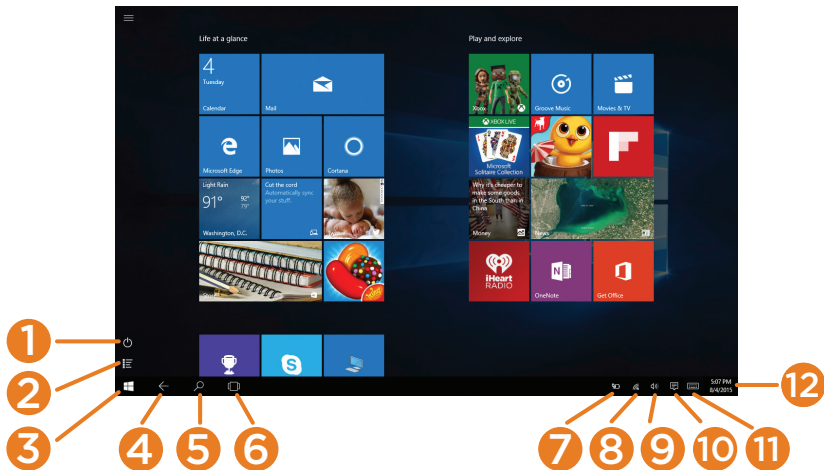 Life at a glance
Play and explore
4
Tuesday
Calendar
Mail
Xbox
Groove Music
Movies & TV
Microsoft Edge
Photos
Cortana
XBOX LIVE
Microsoft
Solitaire Collection
Light Rain
91°
92°
79°
Washington, D.C.
Cut the cord
Automatically sync
your stuff.
Why it's cheaper to
make some goods
in the South than in
China
Money
News
iHeart
RADIO
OneNote
Get Office
5:07 PM
8/4/2015
1
2
3
4
5
6
7
8
9
10
11
12